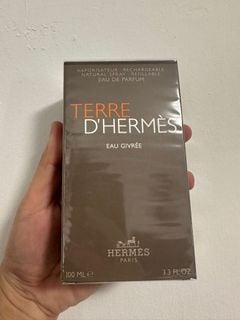 VAPORISATEUR · RECHARGEABLE
NATURAL SPRAY · REFILLABLE
EAU DE PARFUM
TERRE
D'HERMÈS
EAU GIVRÉE
HERMÈS
PARIS
100 ML ℮ 3.3 FL.OZ